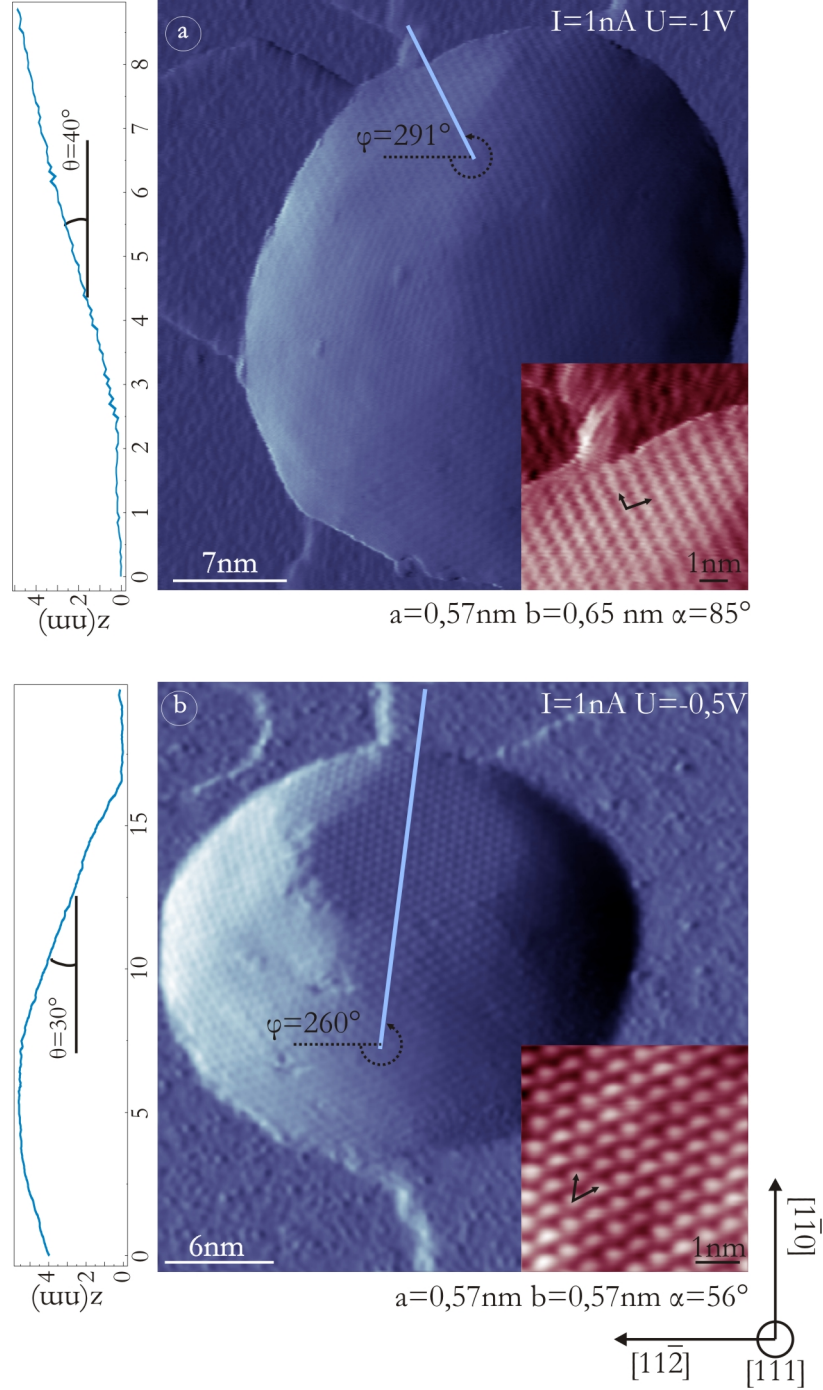 a
I=1nA U=-1V
φ=291°
7nm
1nm
θ=40°
0 1 2 3 4 5 6 7 8
0 2 4
z(nm)
a=0,57nm b=0,65 nm α=85°
b
I=1nA U=-0,5V
φ=260°
6nm
1nm
θ=30°
0 5 10 15
0 2 4
z(nm)
a=0,57nm b=0,57nm α=56°
[11̅0]
[112̅]
[111]